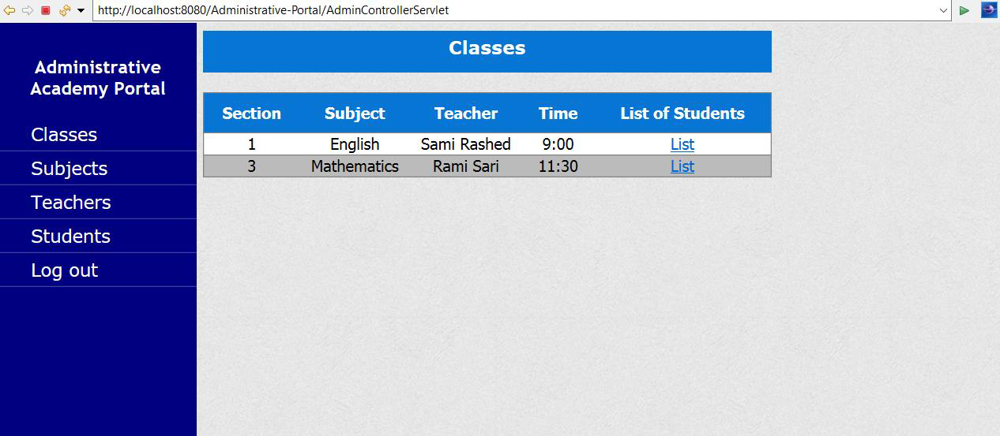 http://localhost:8080/Administrative-Portal/AdminControllerServlet
Administrative
Academy Portal
Classes
Subjects
Teachers
Students
Log out
Classes
Section Subject Teacher Time List of Students
1 English Sami Rashed 9:00 List
3 Mathematics Rami Sari 11:30 List